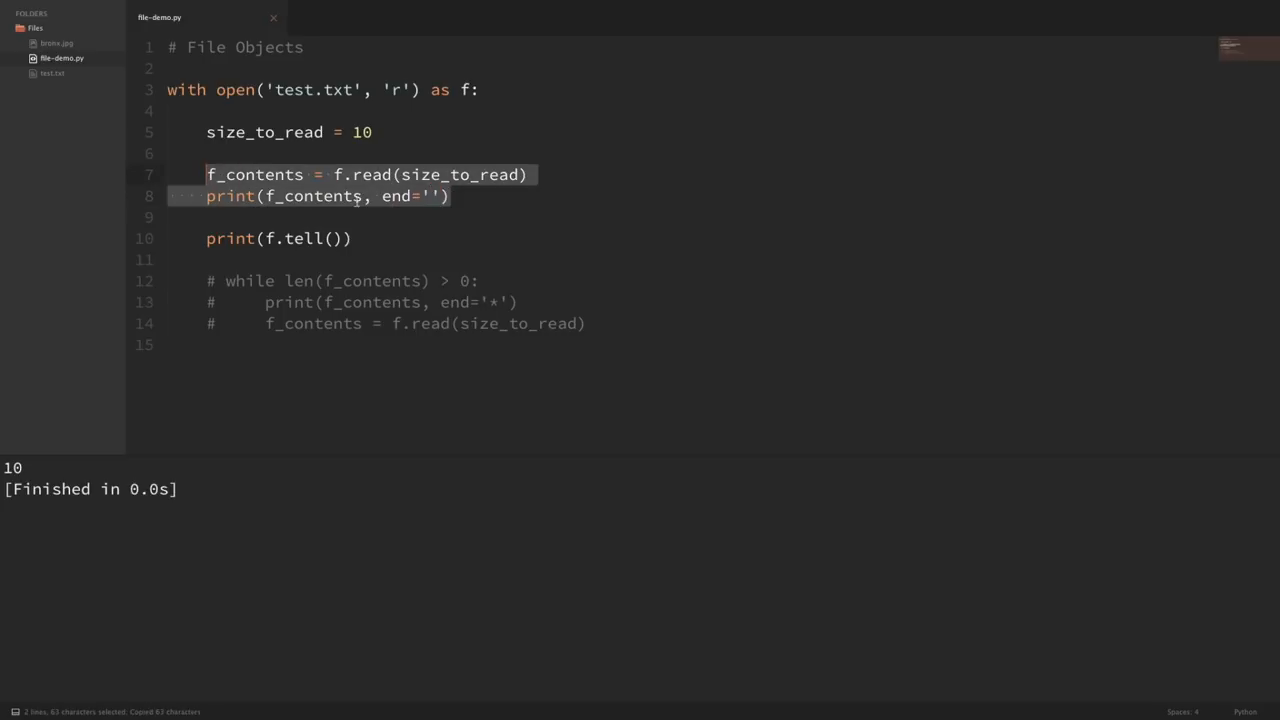 FOLDERS
Files
bronx.jpg
file-demo.py
test.txt
file-demo.py ×
1 # File Objects
2
3 with open('test.txt', 'r') as f:
4
5 size_to_read = 10
6
7 f_contents = f.read(size_to_read)
8 print(f_contents, end='')
9
10 print(f.tell())
11
12 # while len(f_contents) > 0:
13 #     print(f_contents, end='*')
14 #     f_contents = f.read(size_to_read)
15
10
[Finished in 0.0s]
2 lines, 63 characters selected; Copied 63 characters Spaces: 4 Python